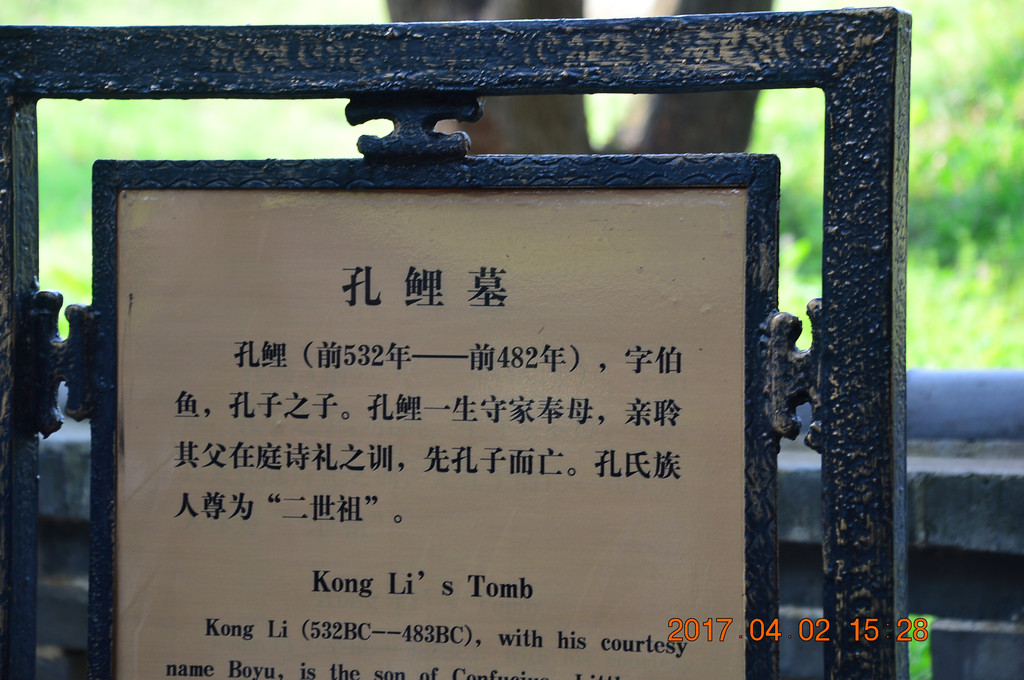 孔鲤墓
孔鲤（前532年——前482年），字伯
鱼，孔子之子。孔鲤一生守家奉母，亲聆
其父在庭诗礼之训，先孔子而亡。孔氏族
人尊为“二世祖”。
Kong Li’s Tomb
Kong Li (532BC--483BC), with his courtesy
name Boyu, is the son of Confucius. Little
2017.04.02 15:28